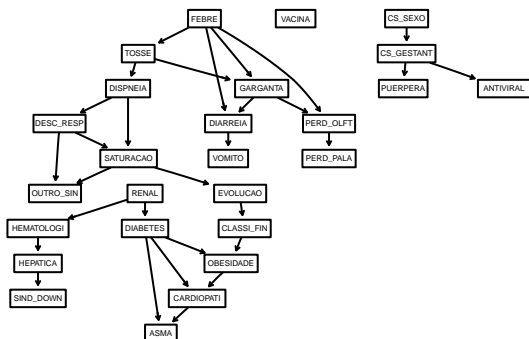 FEBRE VACINA CS_SEXO
TOSSE CS_GESTANT
DISPNEIA GARGANTA PUERPERA ANTIVIRAL
DESC_RESP DIARREIA PERD_OLFT
SATURACAO VOMITO PERD_PALA
OUTRO_SIN RENAL EVOLUCAO
HEMATOLOGI DIABETES CLASSI_FIN
HEPATICA OBESIDADE
SIND_DOWN CARDIOPATI
ASMA